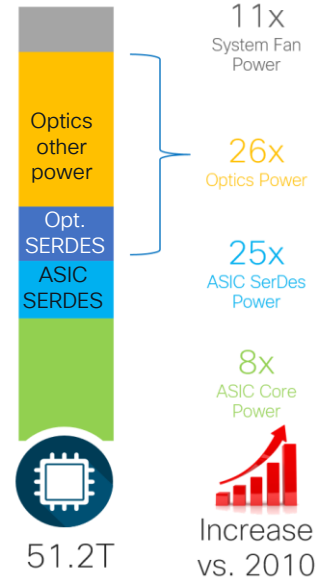 11x
System Fan
Power
Optics
other
power
26x
Optics Power
Opt.
SERDES
ASIC
SERDES
25x
ASIC SerDes
Power
8x
ASIC Core
Power
51.2T
Increase
vs. 2010